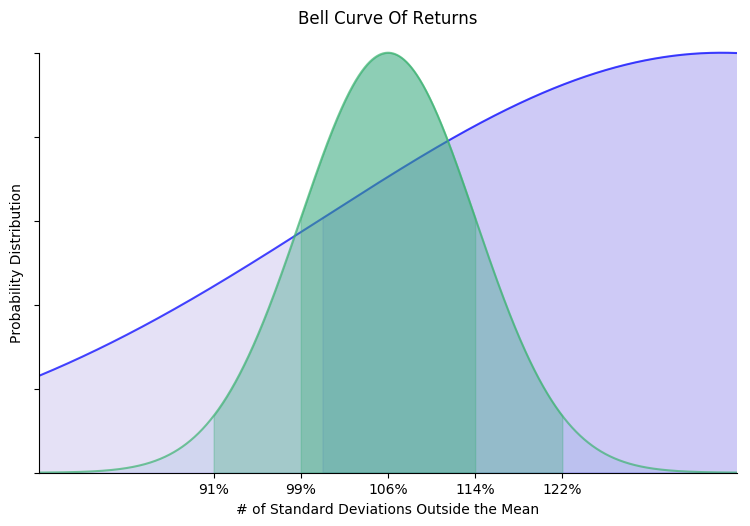 Bell Curve Of Returns
Probability Distribution
91% 99% 106% 114% 122%
# of Standard Deviations Outside the Mean